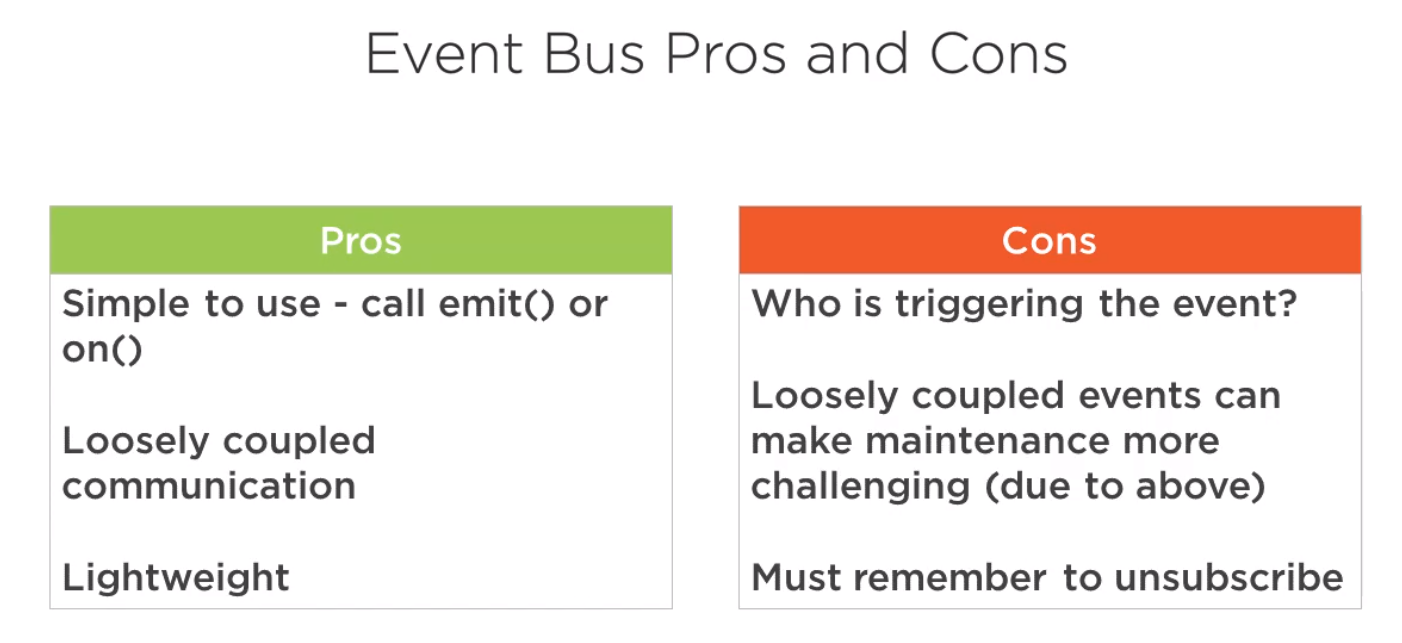 Event Bus Pros and Cons
Pros
Simple to use - call emit() or
on()
Loosely coupled
communication
Lightweight
Cons
Who is triggering the event?
Loosely coupled events can
make maintenance more
challenging (due to above)
Must remember to unsubscribe